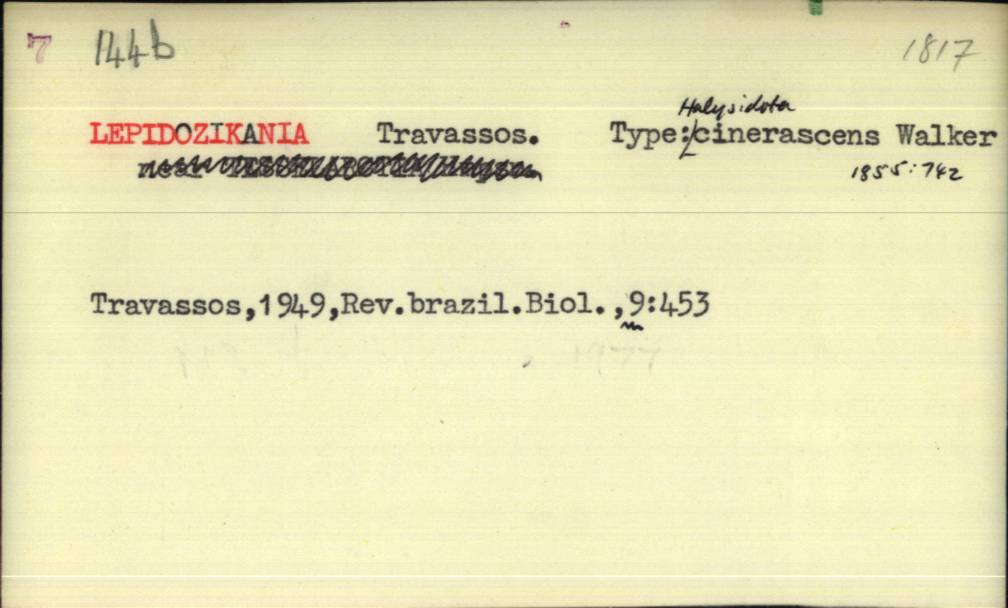 7 144b 1817
Halysidota
LEPIDOZIKANIA Travassos. Type:cinerascens Walker
1855:742
Travassos,1949,Rev.brazil.Biol.,9:453